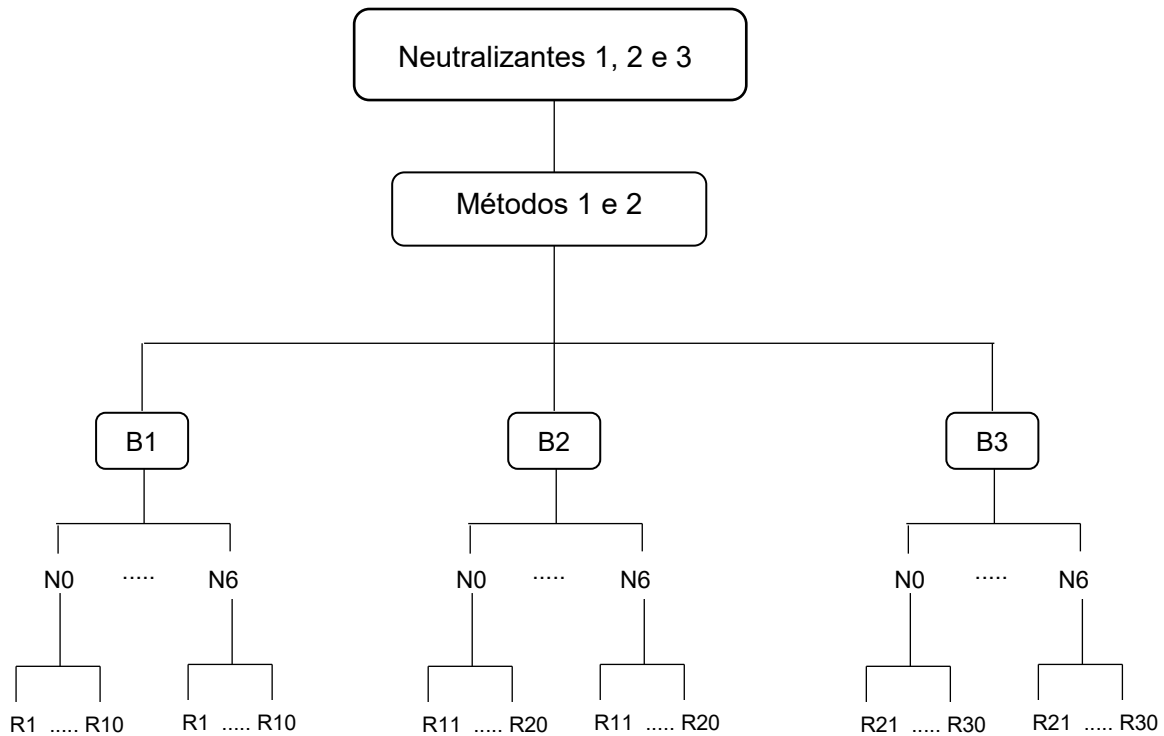 Neutralizantes 1, 2 e 3
Métodos 1 e 2
B1 B2 B3
N0 ..... N6 N0 ..... N6 N0 ..... N6
R1 ..... R10 R1 ..... R10 R11 ..... R20 R11 ..... R20 R21 ..... R30 R21 ..... R30